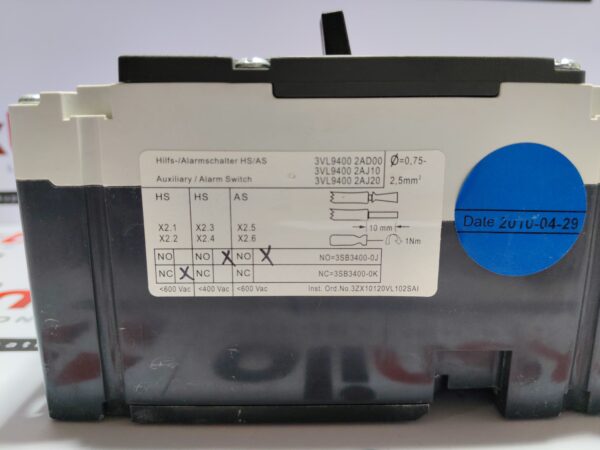 Hilfs-/Alarmschalter HS/AS 3VL9400 2AD00 Ø=0,75-
3VL9400 2AJ10
Auxiliary / Alarm Switch 3VL9400 2AJ20 2,5mm²
HS HS AS
X2.1 X2.3 X2.5
X2.2 X2.4 X2.6
10 mm
1Nm
NO NO X NO X NO=3SB3400-0J
NC X NC NC NC=3SB3400-0K
<600 Vac <400 Vac <600 Vac Inst. Ord.No.3ZX10120VL102SAI
Date 2010-04-29